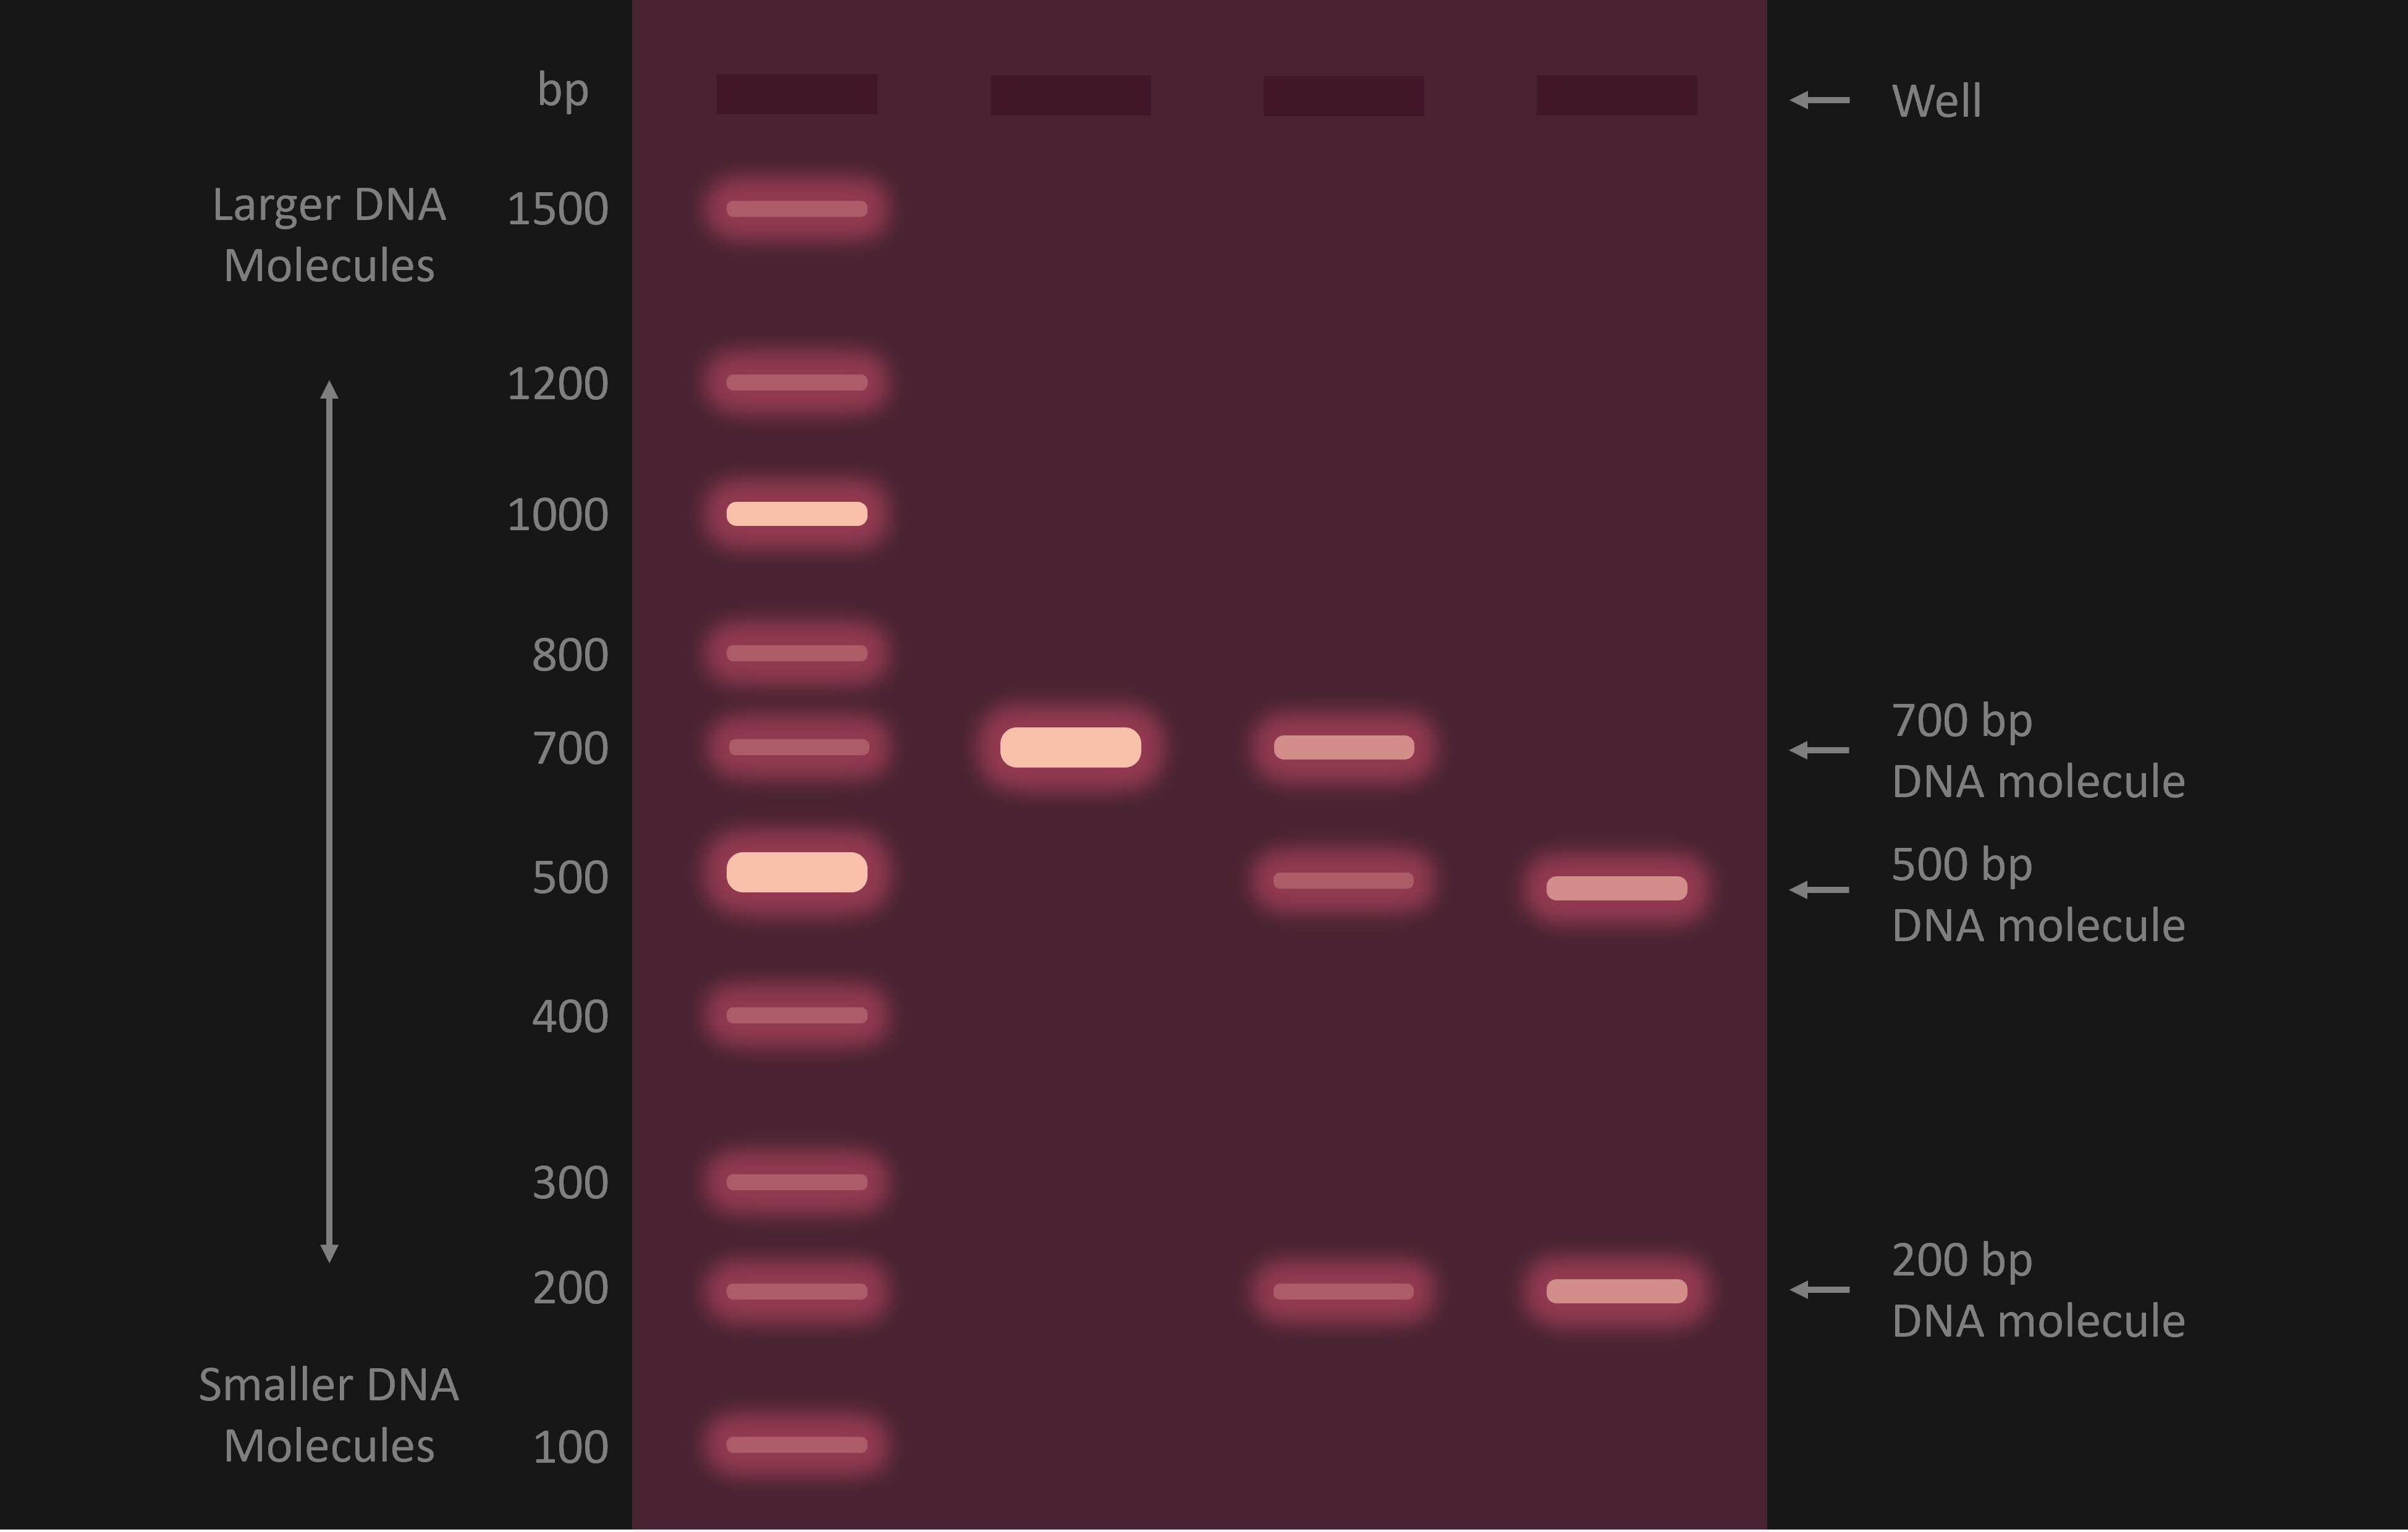 bp
Well
Larger DNA
Molecules
1500
1200
1000
800
700
700 bp
DNA molecule
500
500 bp
DNA molecule
400
300
200
200 bp
DNA molecule
Smaller DNA
Molecules
100